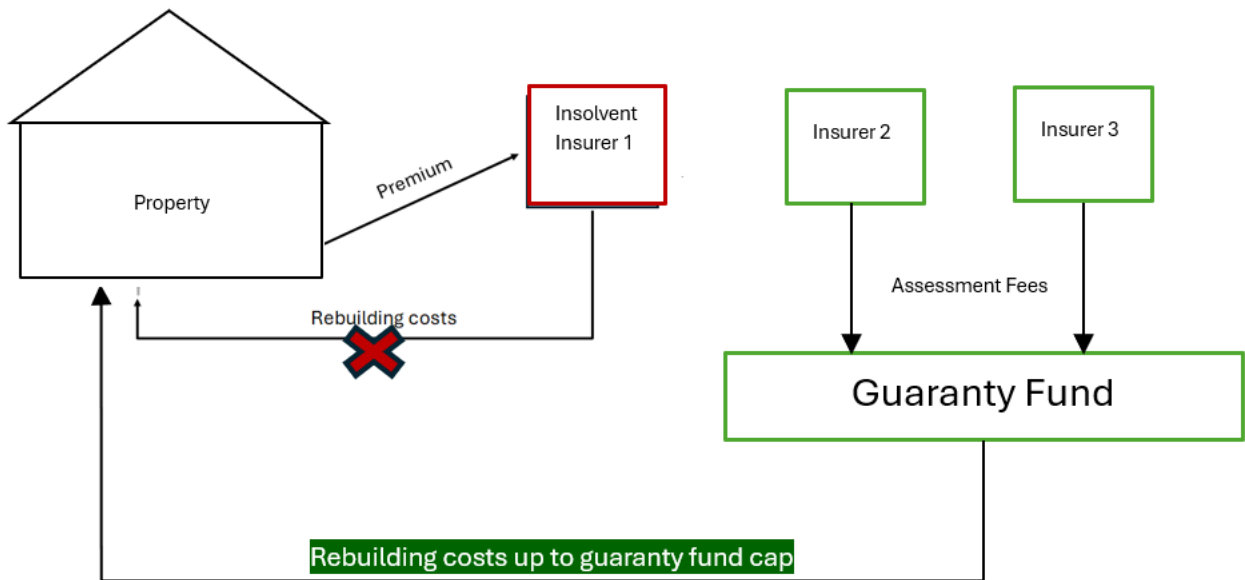 Insolvent
Insurer 1
Insurer 2
Insurer 3
Premium
Property
Assessment Fees
Rebuilding costs
Guaranty Fund
Rebuilding costs up to guaranty fund cap